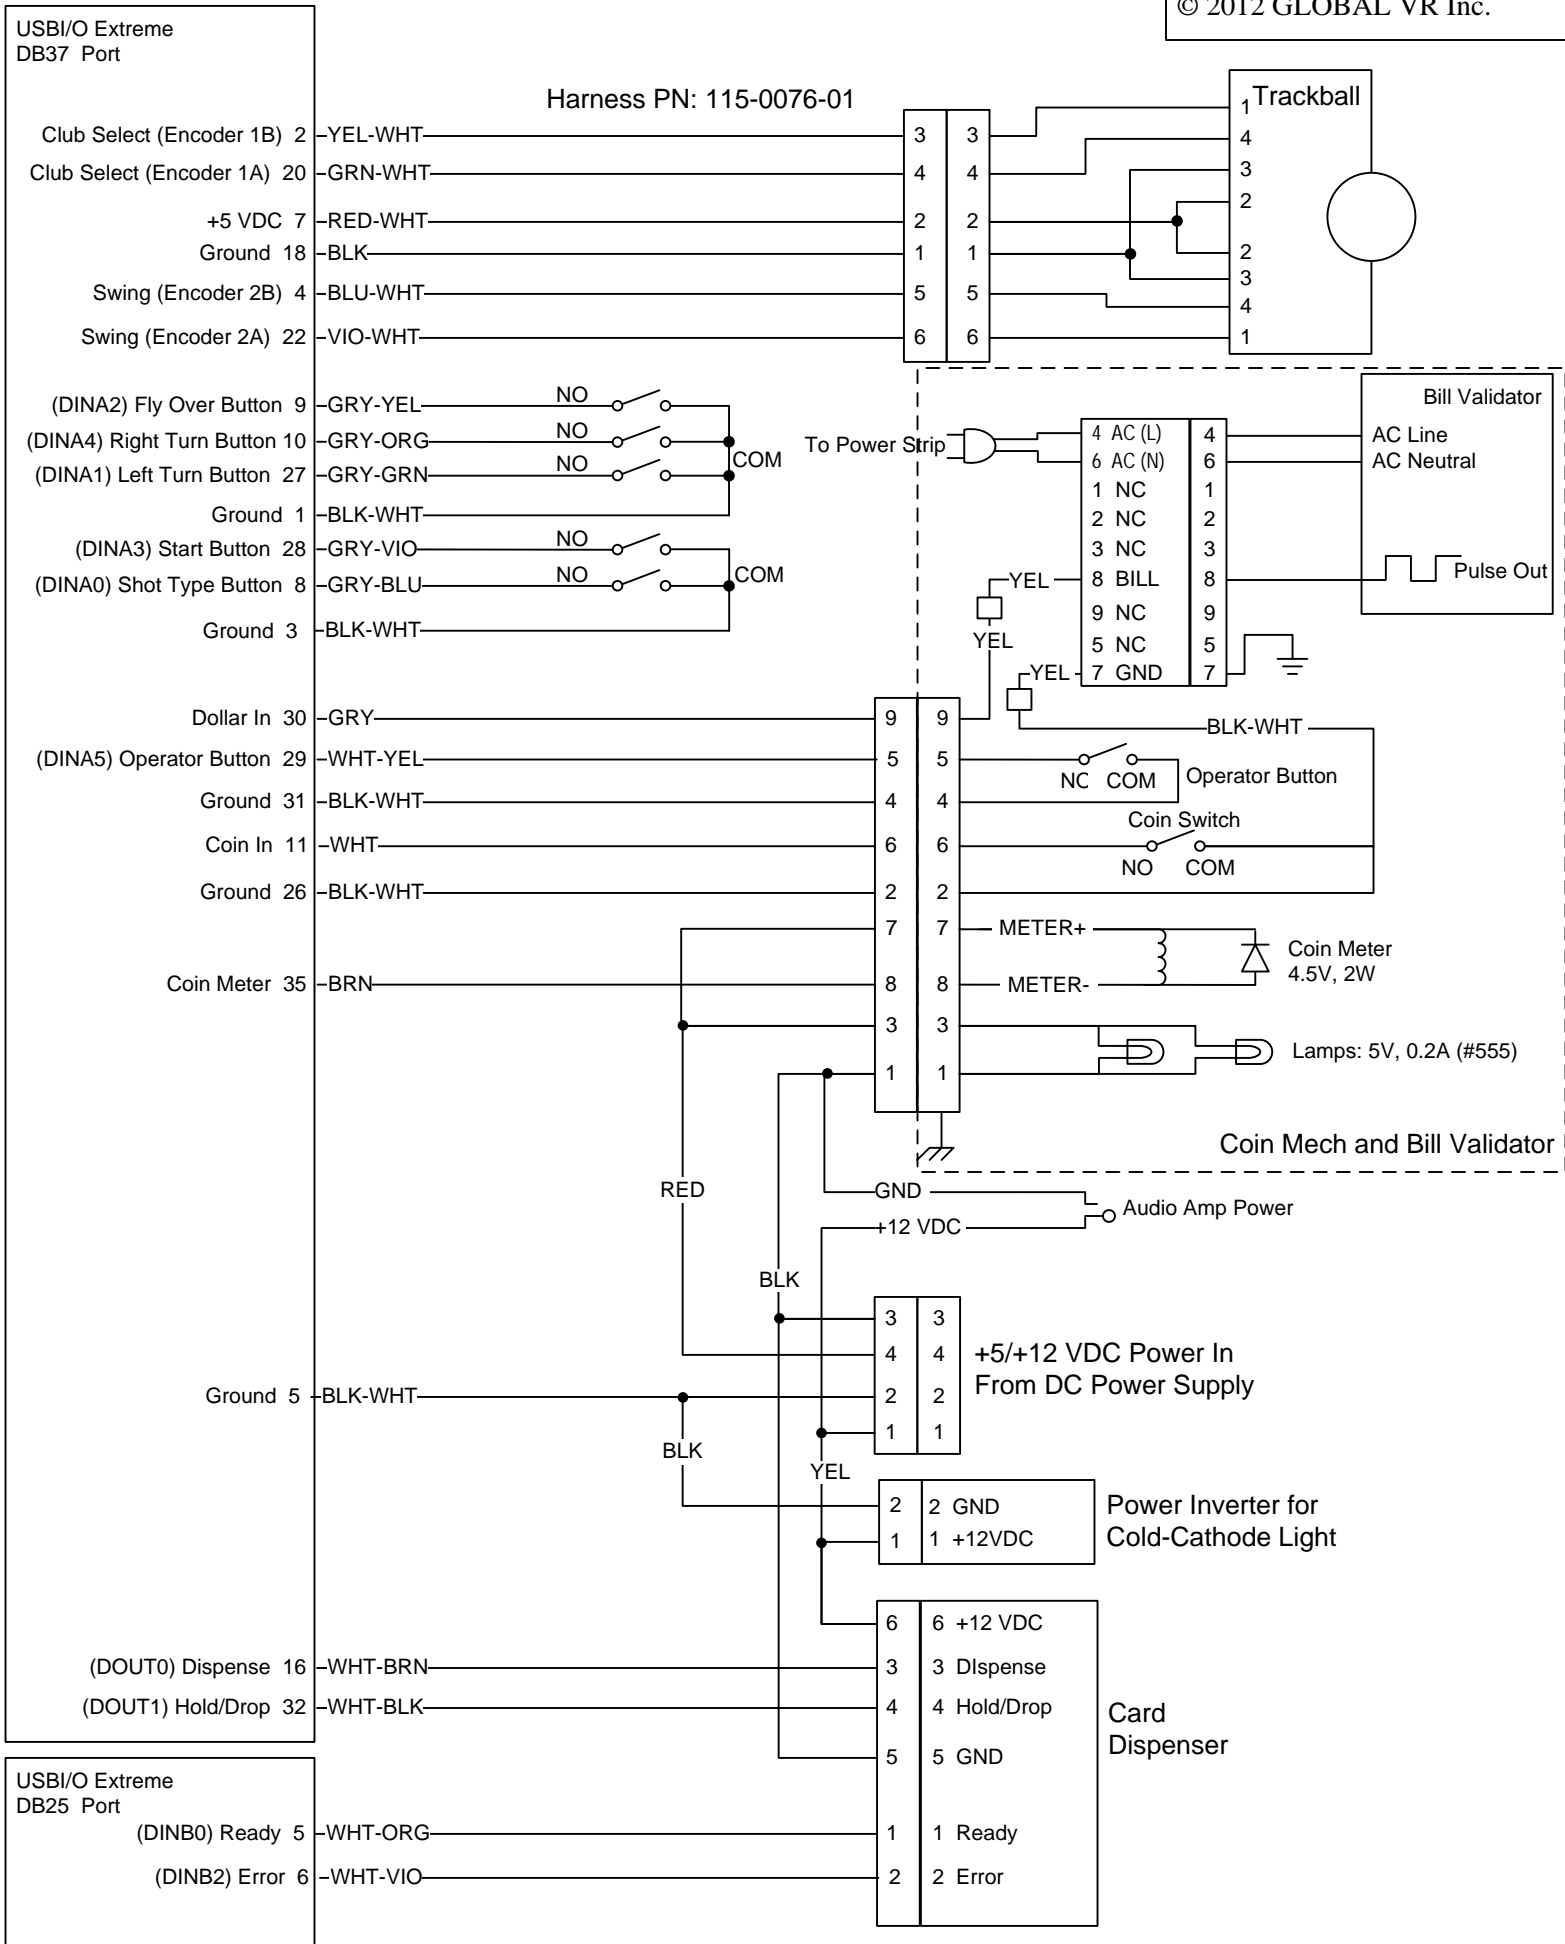 © 2012 GLOBAL VR Inc.
USBI/O Extreme
DB37 Port
Harness PN: 115-0076-01
Trackball
Club Select (Encoder 1B) 2 YEL-WHT 3 3 1
Club Select (Encoder 1A) 20 GRN-WHT 4 4 4
3
2
+5 VDC 7 RED-WHT 2 2
Ground 18 BLK 1 1 2
3
Swing (Encoder 2B) 4 BLU-WHT 5 5 4
Swing (Encoder 2A) 22 VIO-WHT 6 6 1
(DINA2) Fly Over Button 9 GRY-YEL NO
(DINA4) Right Turn Button 10 GRY-ORG NO
COM
(DINA1) Left Turn Button 27 GRY-GRN NO
Ground 1 BLK-WHT
(DINA3) Start Button 28 GRY-VIO NO
COM
(DINA0) Shot Type Button 8 GRY-BLU NO
Ground 3 BLK-WHT
Bill Validator
To Power Strip
4 AC (L) 4 AC Line
6 AC (N) 6 AC Neutral
1 NC 1
2 NC 2
3 NC 3
YEL 8 BILL 8 Pulse Out
9 NC 9
YEL
5 NC 5
YEL 7 GND 7
Dollar In 30 GRY 9 9
BLK-WHT
(DINA5) Operator Button 29 WHT-YEL 5 5
NC COM Operator Button
Ground 31 BLK-WHT 4 4
Coin Switch
Coin In 11 WHT 6 6
NO COM
Ground 26 BLK-WHT 2 2
7 7 METER+
Coin Meter
4.5V, 2W
Coin Meter 35 BRN 8 8 METER-
3 3
Lamps: 5V, 0.2A (#555)
1 1
Coin Mech and Bill Validator
RED
GND
Audio Amp Power
+12 VDC
BLK
3 3
4 4
+5/+12 VDC Power In
From DC Power Supply
Ground 5 BLK-WHT 2 2
1 1
BLK
YEL
2 2 GND
1 1 +12VDC
Power Inverter for
Cold-Cathode Light
6 6 +12 VDC
(DOUT0) Dispense 16 WHT-BRN 3 3 DIspense
(DOUT1) Hold/Drop 32 WHT-BLK 4 4 Hold/Drop
Card
Dispenser
5 5 GND
USBI/O Extreme
DB25 Port
(DINB0) Ready 5 WHT-ORG 1 1 Ready
(DINB2) Error 6 WHT-VIO 2 2 Error